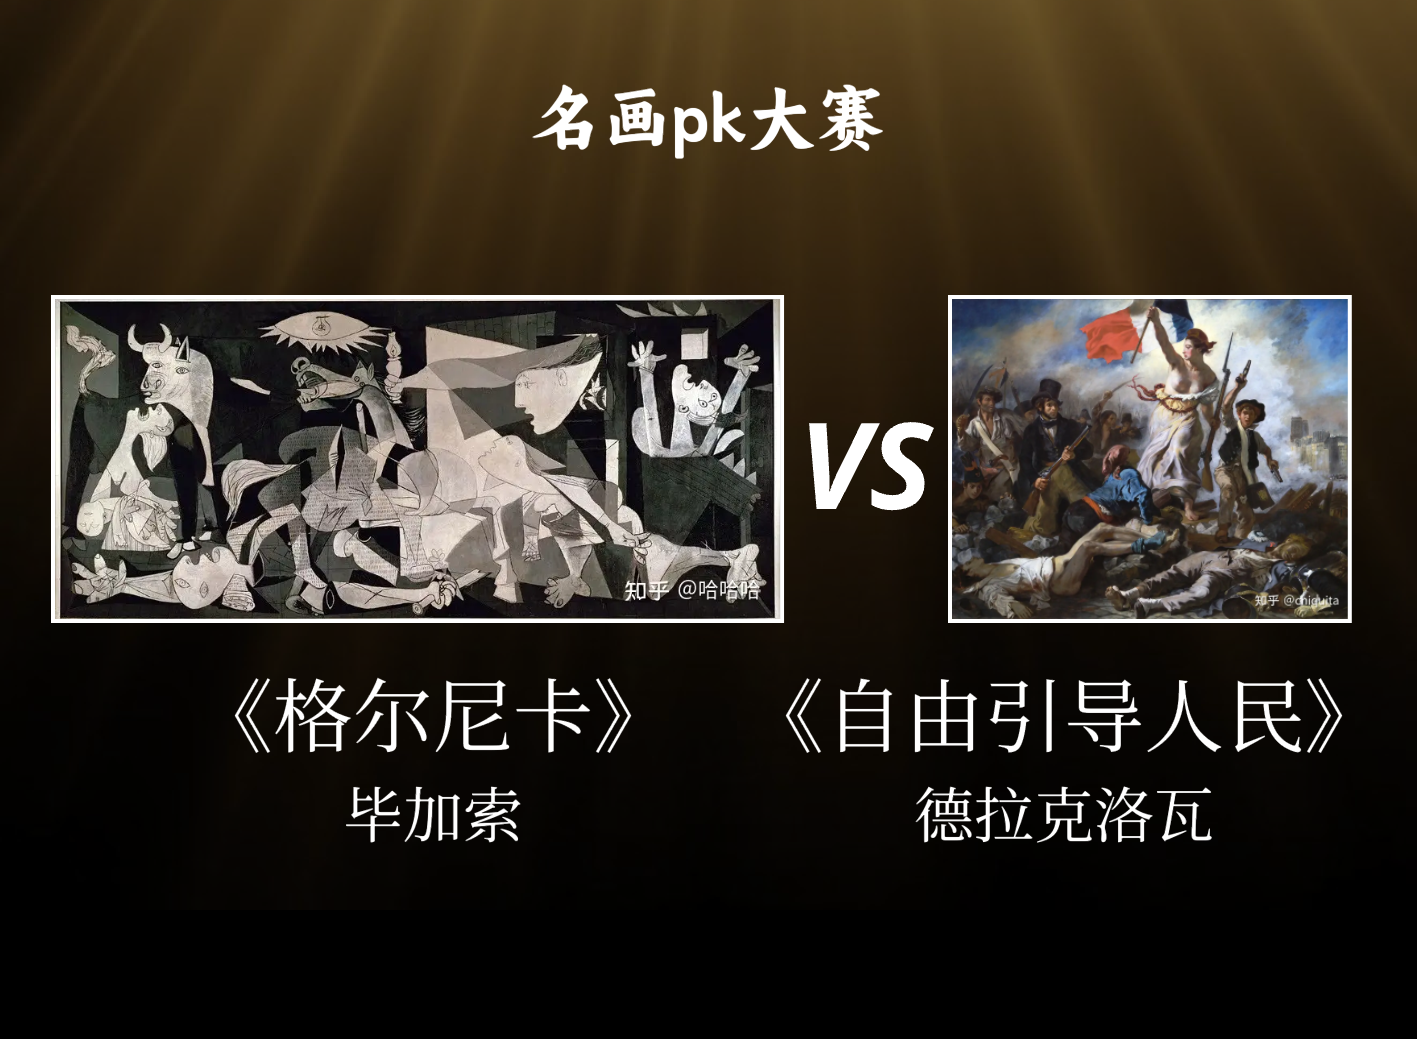 名画pk大赛
VS
知乎 @哈哈哈
知乎 @chiquita
《格尔尼卡》
《自由引导人民》
毕加索
德拉克洛瓦